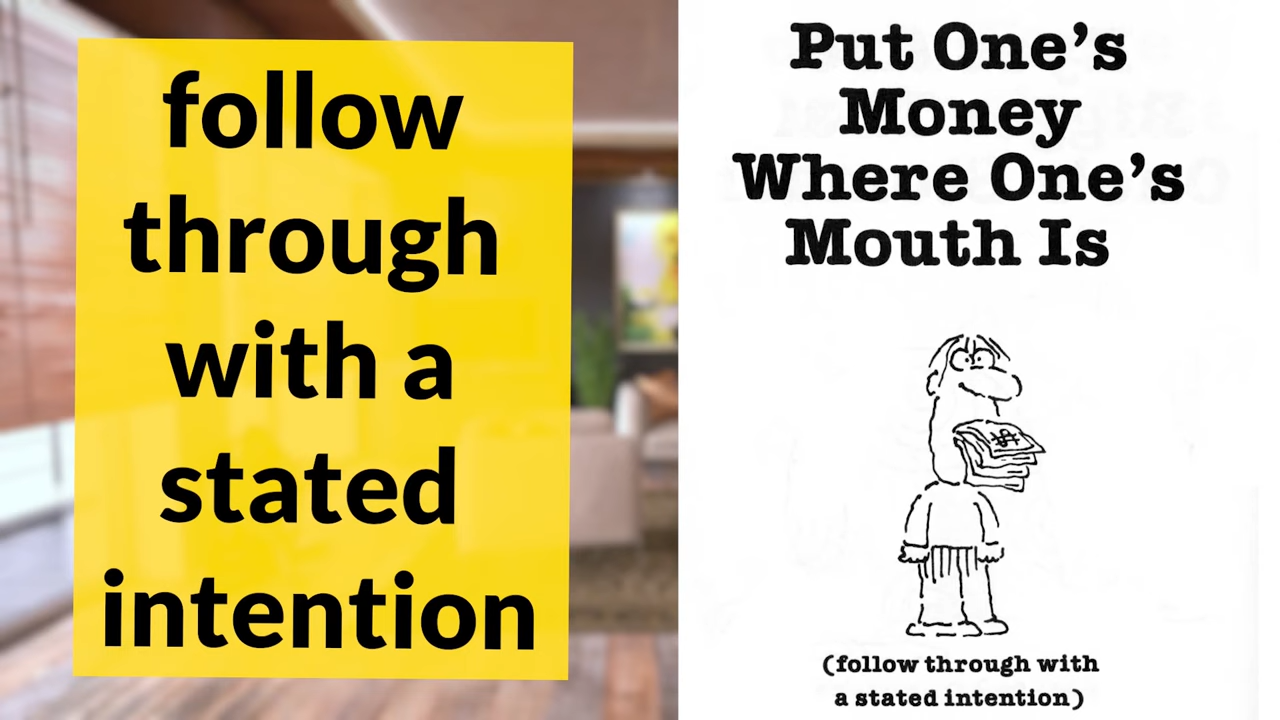 follow
through
with a
stated
intention
Put One’s
Money
Where One’s
Mouth Is
$
(follow through with
a stated intention)